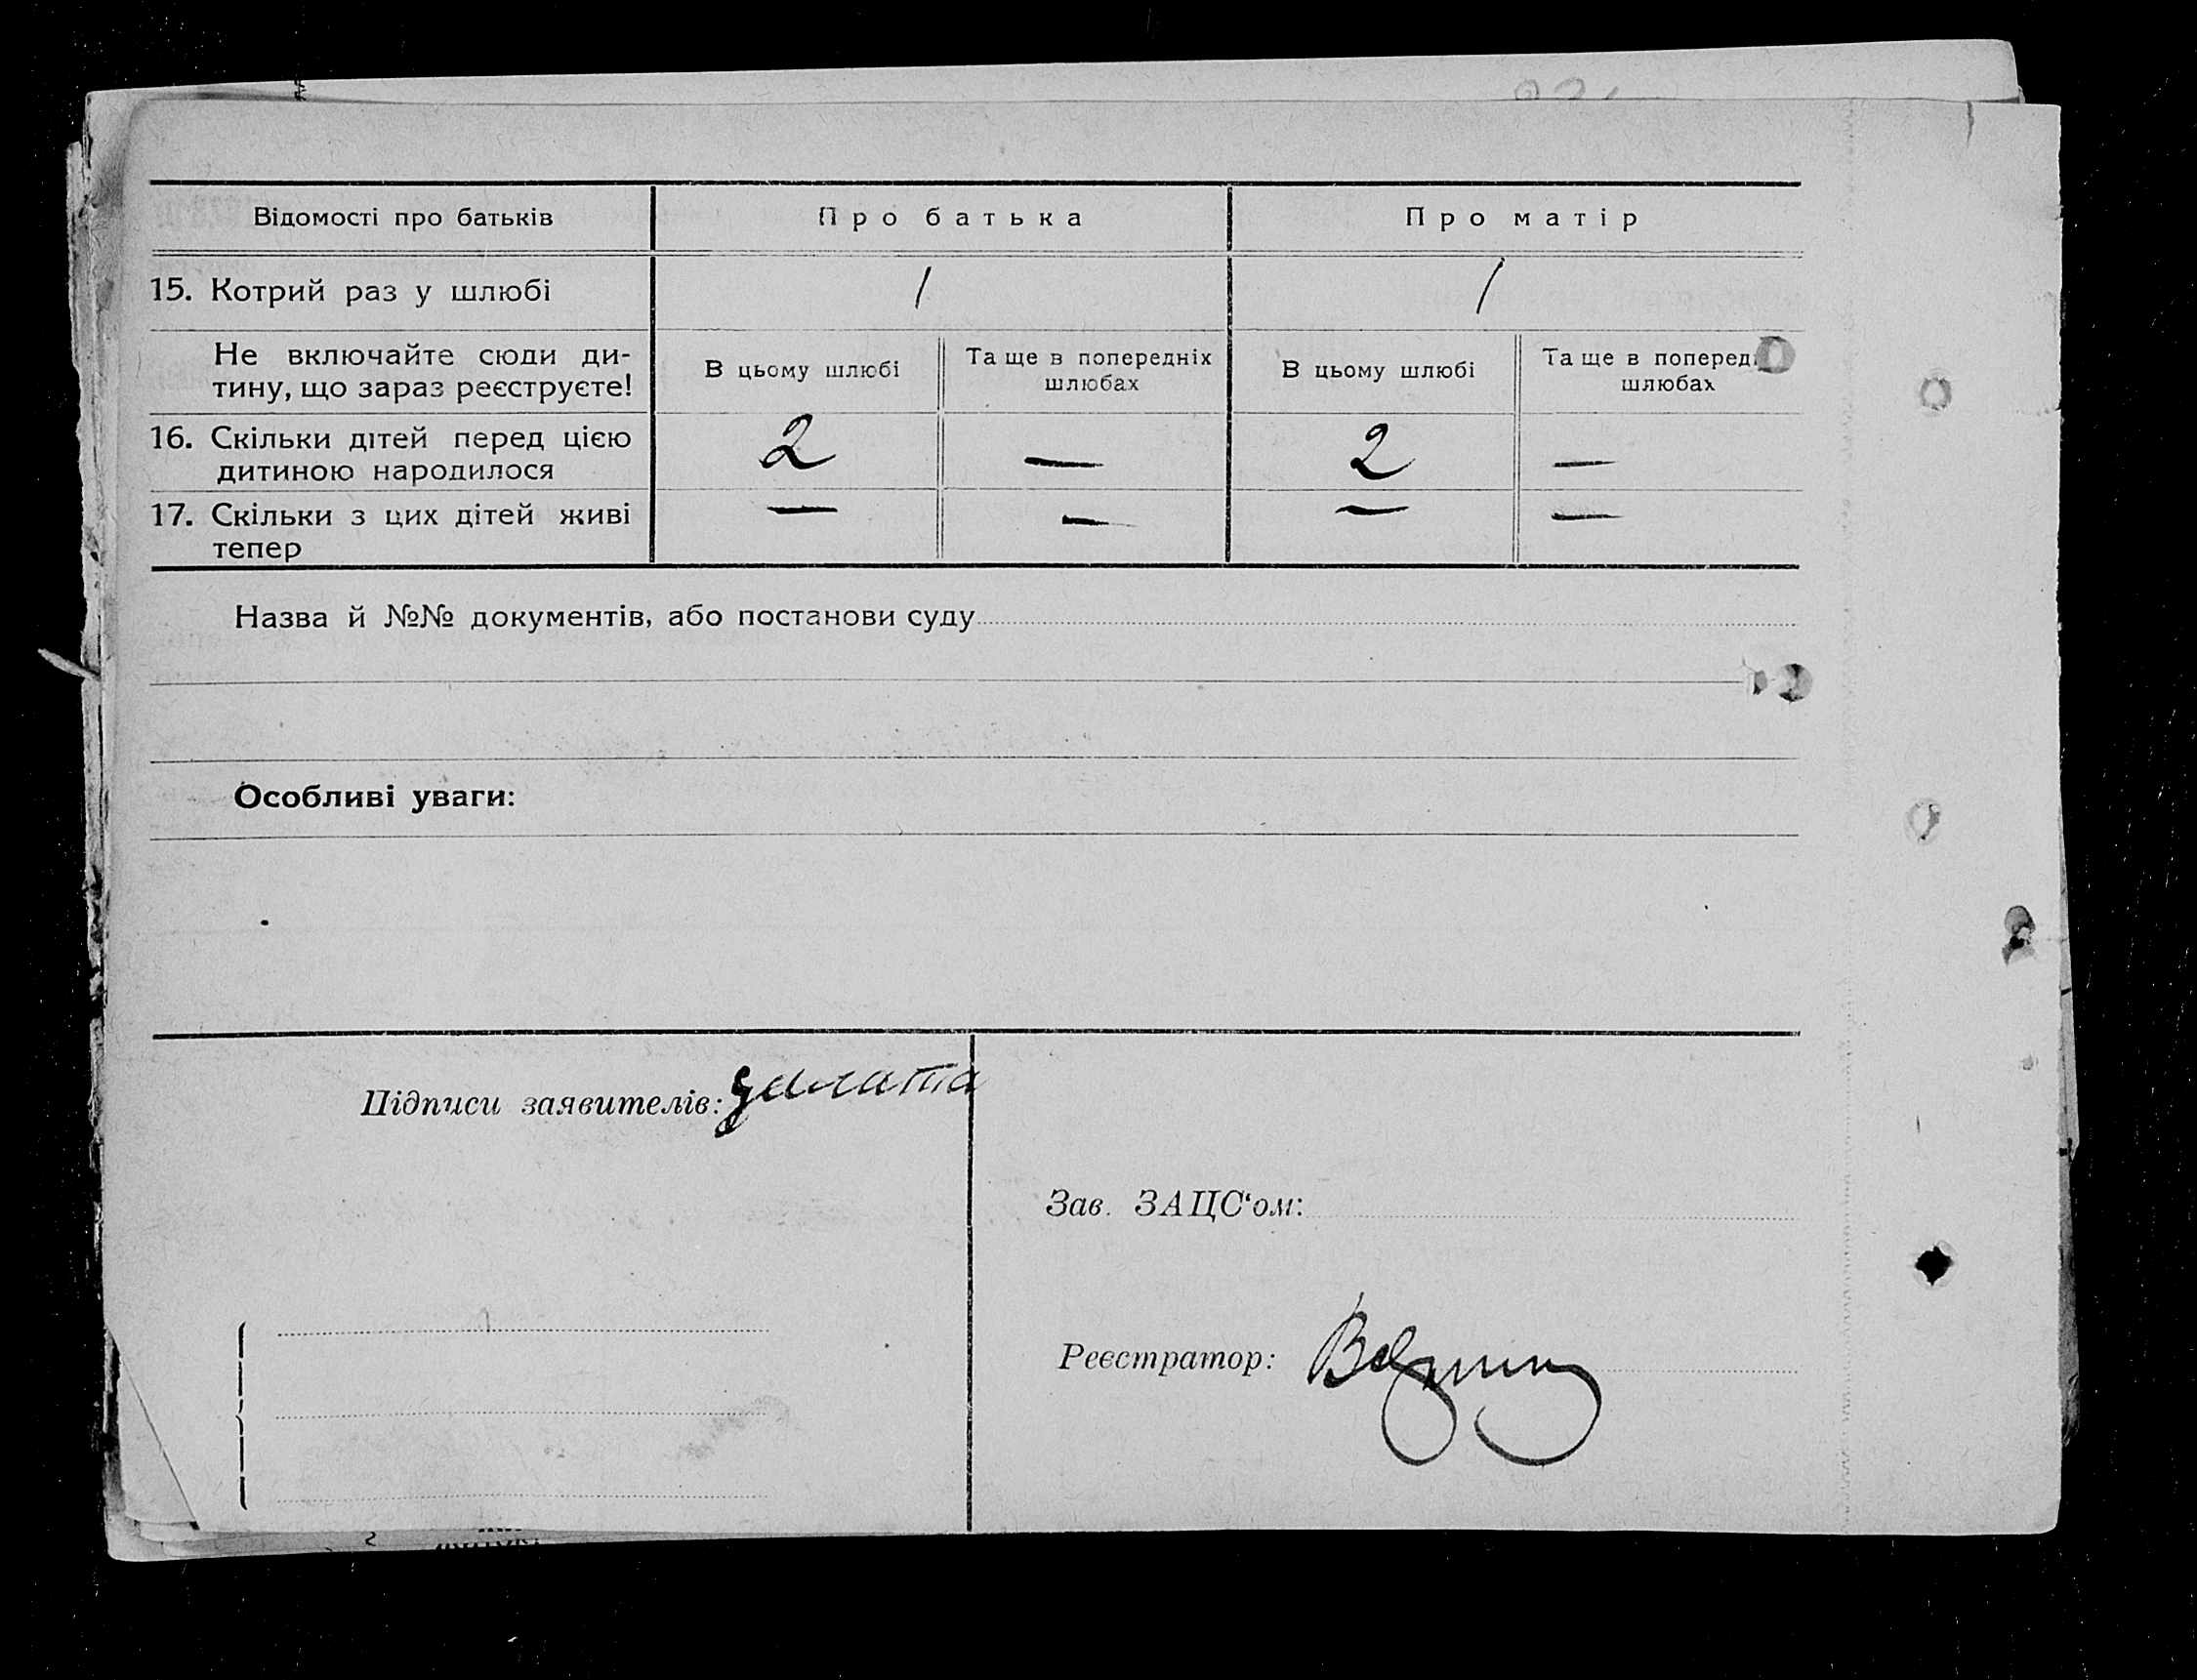 Відомості про батьків
Про батька
Про матір
15. Котрий раз у шлюбі
1
1
Не включайте сюди ди-
тину, що зараз реєструєте!
В цьому шлюбі
Та ще в попередніх
шлюбах
В цьому шлюбі
Та ще в поперед
шлюбах
16. Скільки дітей перед цією
дитиною народилося
2
—
2
—
17. Скільки з цих дітей живі
тепер
—
—
—
—
Назва й №№ документів, або постанови суду
Особливі уваги:
Підписи заявителів:
Зав. ЗАЦС‘ом:
Реєстратор: